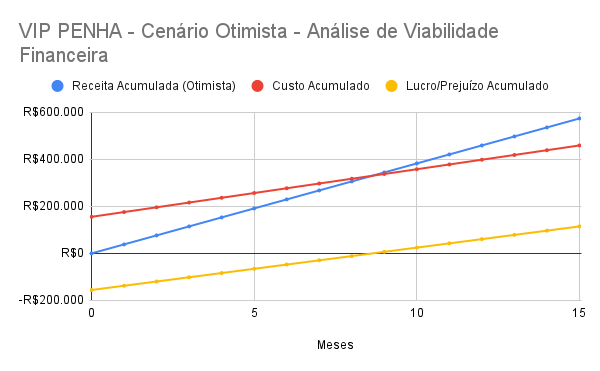 VIP PENHA - Cenário Otimista - Análise de Viabilidade
Financeira
Receita Acumulada (Otimista) Custo Acumulado Lucro/Prejuízo Acumulado
R$600.000
R$400.000
R$200.000
R$0
-R$200.000
0 5 10 15
Meses